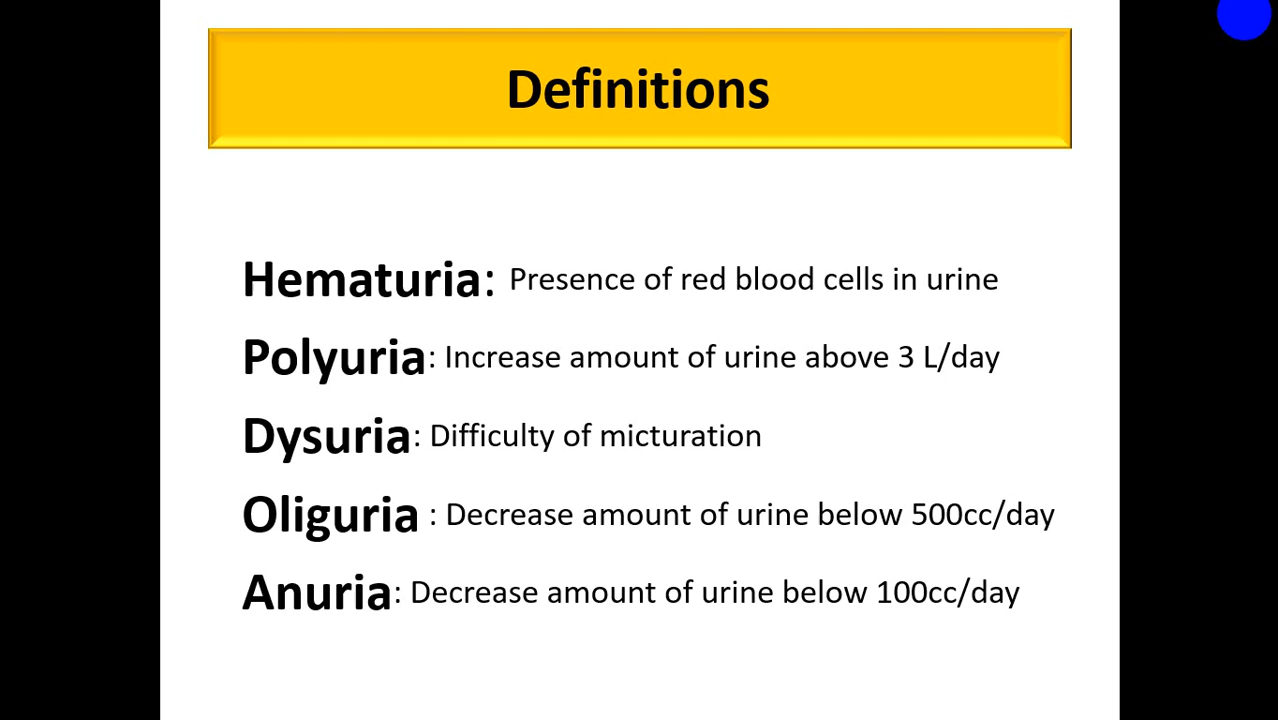 Definitions
Hematuria: Presence of red blood cells in urine
Polyuria: Increase amount of urine above 3 L/day
Dysuria: Difficulty of micturation
Oliguria : Decrease amount of urine below 500cc/day
Anuria: Decrease amount of urine below 100cc/day